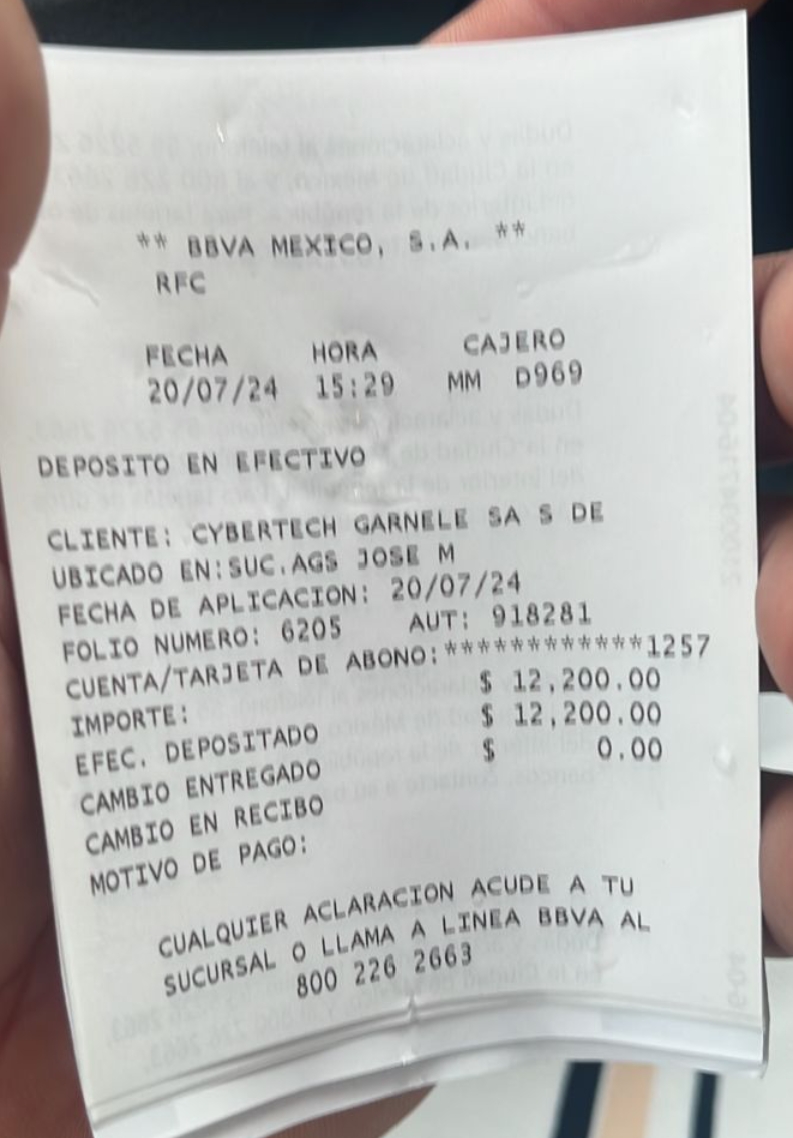 ** BBVA MEXICO, S.A. **
RFC
FECHA HORA CAJERO
20/07/24 15:29 MM D969
DEPOSITO EN EFECTIVO
CLIENTE: CYBERTECH GARNELE SA S DE
UBICADO EN:SUC.AGS JOSE M
FECHA DE APLICACION: 20/07/24
FOLIO NUMERO: 6205 AUT: 918281
CUENTA/TARJETA DE ABONO:************1257
IMPORTE: $ 12,200.00
EFEC. DEPOSITADO $ 12,200.00
CAMBIO ENTREGADO $ 0.00
CAMBIO EN RECIBO
MOTIVO DE PAGO:
CUALQUIER ACLARACION ACUDE A TU
SUCURSAL O LLAMA A LINEA BBVA AL
800 226 2663